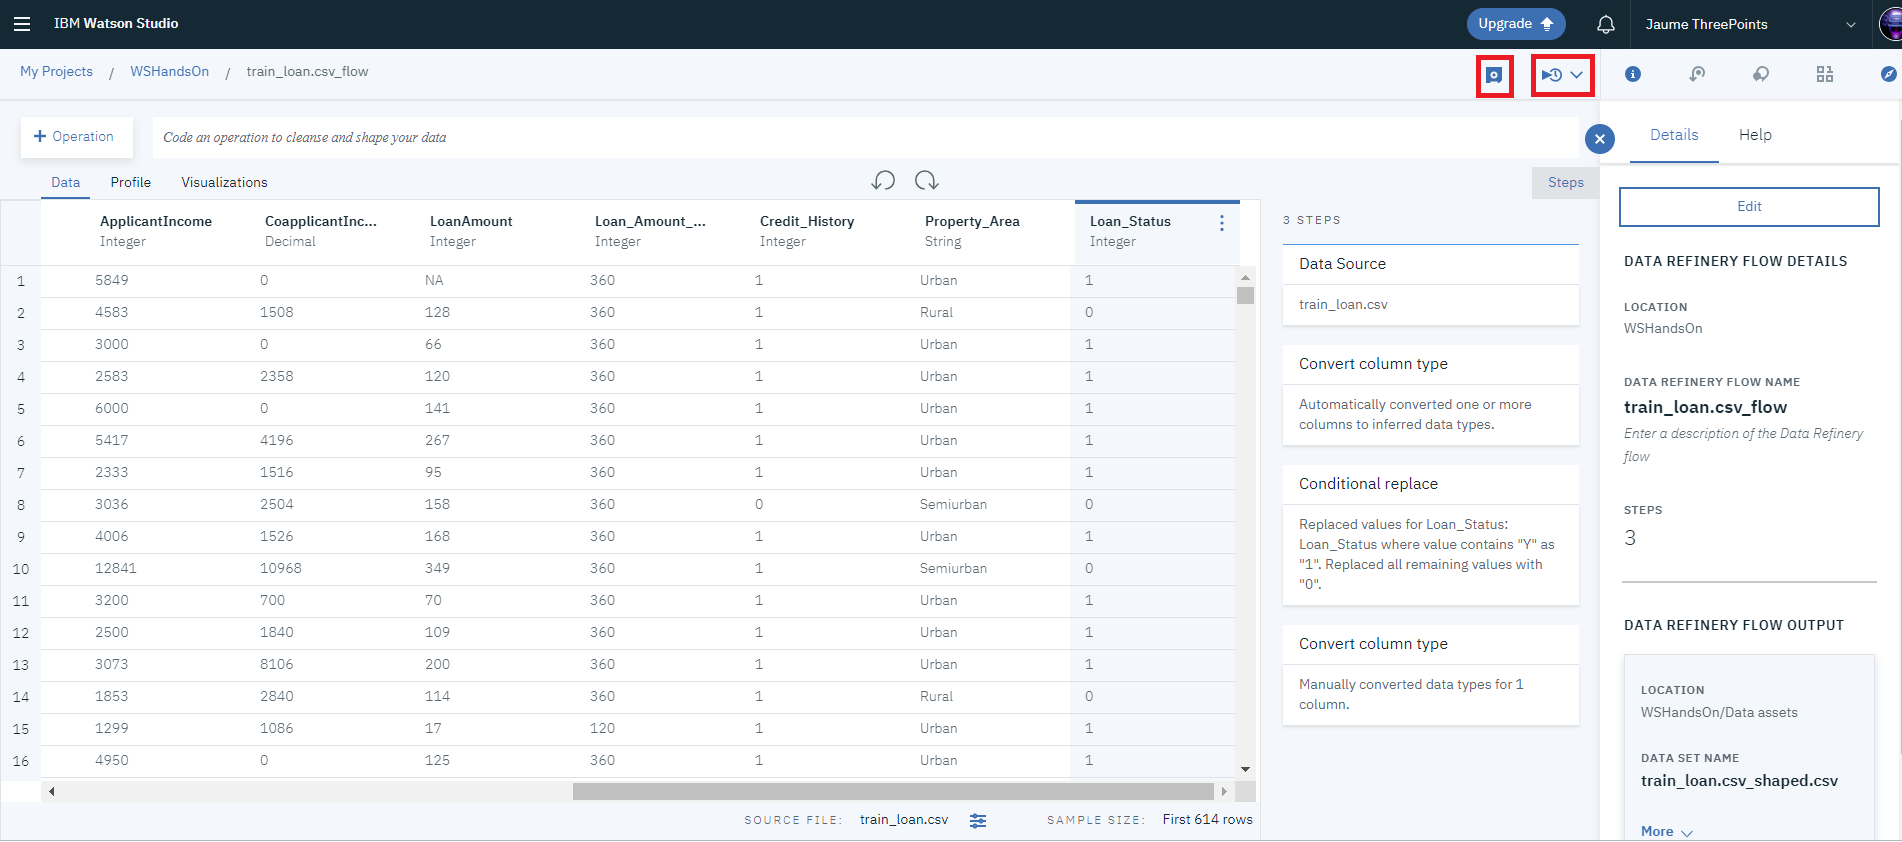 IBM Watson Studio
Upgrade
Jaume ThreePoints
My Projects / WSHandsOn / train_loan.csv_flow
+ Operation
Code an operation to cleanse and shape your data
Details Help
Data Profile Visualizations
Steps
Edit
ApplicantIncome CoapplicantInc... LoanAmount Loan_Amount_... Credit_History Property_Area Loan_Status
Integer Decimal Integer Integer Integer String Integer
1 5849 0 NA 360 1 Urban 1
2 4583 1508 128 360 1 Rural 0
3 3000 0 66 360 1 Urban 1
4 2583 2358 120 360 1 Urban 1
5 6000 0 141 360 1 Urban 1
6 5417 4196 267 360 1 Urban 1
7 2333 1516 95 360 1 Urban 1
8 3036 2504 158 360 0 Semiurban 0
9 4006 1526 168 360 1 Urban 1
10 12841 10968 349 360 1 Semiurban 0
11 3200 700 70 360 1 Urban 1
12 2500 1840 109 360 1 Urban 1
13 3073 8106 200 360 1 Urban 1
14 1853 2840 114 360 1 Rural 0
15 1299 1086 17 120 1 Urban 1
16 4950 0 125 360 1 Urban 1
SOURCE FILE: train_loan.csv SAMPLE SIZE: First 614 rows
3 STEPS
Data Source
train_loan.csv
Convert column type
Automatically converted one or more
columns to inferred data types.
Conditional replace
Replaced values for Loan_Status:
Loan_Status where value contains "Y" as
"1". Replaced all remaining values with
"0".
Convert column type
Manually converted data types for 1
column.
DATA REFINERY FLOW DETAILS
LOCATION
WSHandsOn
DATA REFINERY FLOW NAME
train_loan.csv_flow
Enter a description of the Data Refinery
flow
STEPS
3
DATA REFINERY FLOW OUTPUT
LOCATION
WSHandsOn/Data assets
DATA SET NAME
train_loan.csv_shaped.csv
More